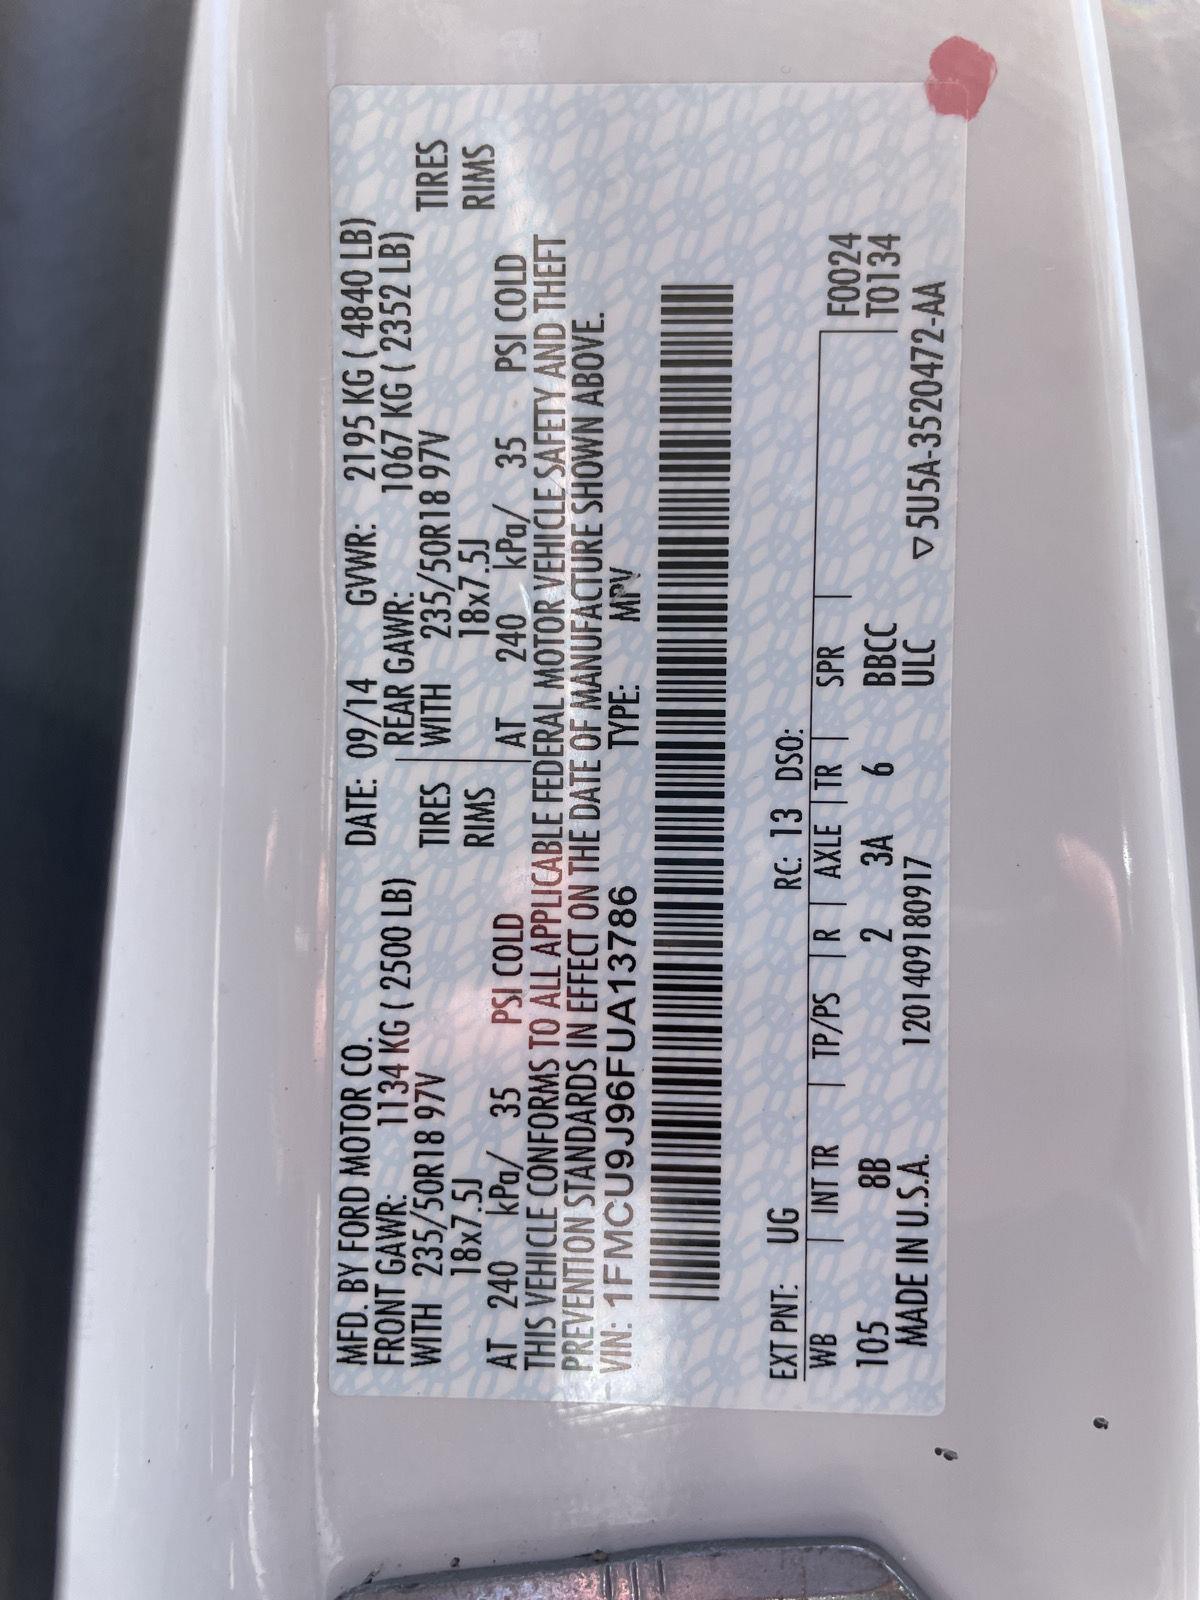 MFD. BY FORD MOTOR CO. DATE: 09/14 GVWR: 2195 KG ( 4840 LB)
FRONT GAWR: 1134 KG ( 2500 LB) REAR GAWR: 1067 KG ( 2352 LB)
WITH 235/50R18 97V TIRES WITH 235/50R18 97V TIRES
18x7.5J RIMS 18x7.5J RIMS
AT 240 kPa/ 35 PSI COLD AT 240 kPa/ 35 PSI COLD
THIS VEHICLE CONFORMS TO ALL APPLICABLE FEDERAL MOTOR VEHICLE SAFETY AND THEFT
PREVENTION STANDARDS IN EFFECT ON THE DATE OF MANUFACTURE SHOWN ABOVE.
VIN: 1FMCU9J96FUA13786 TYPE: MPV
EXT PNT: UG RC: 13 DSO:
WB INT TR TP/PS R AXLE TR SPR F0024
105 8B 2 3A 6 BBCC T0134
MADE IN U.S.A. 120140918​0917 ULC
▽5U5A-3520472-AA